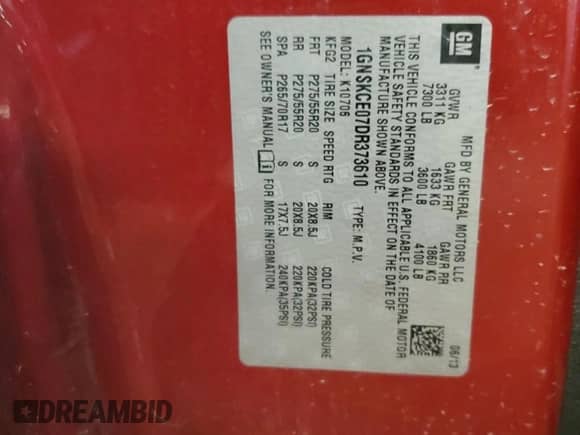 GM
MFD BY GENERAL MOTORS LLC 06/13
GVWR GAWR FRT GAWR RR
3311 KG 1633 KG 1860 KG
7300 LB 3600 LB 4100 LB
THIS VEHICLE CONFORMS TO ALL APPLICABLE U.S. FEDERAL MOTOR
VEHICLE SAFETY STANDARDS IN EFFECT ON THE DATE OF
MANUFACTURE SHOWN ABOVE.
1GNSKCE07DR373610 TYPE: M.P.V.
MODEL: K10706
KFG2 TIRE SIZE SPEED RTG RIM COLD TIRE PRESSURE
FRT P275/55R20 S 20X8.5J 220KPA(32PSI)
RR P275/55R20 S 20X8.5J 220KPA(32PSI)
SPA P265/70R17 S 17X7.5J 240KPA(35PSI)
SEE OWNER'S MANUAL FOR MORE INFORMATION.
DREAMBID